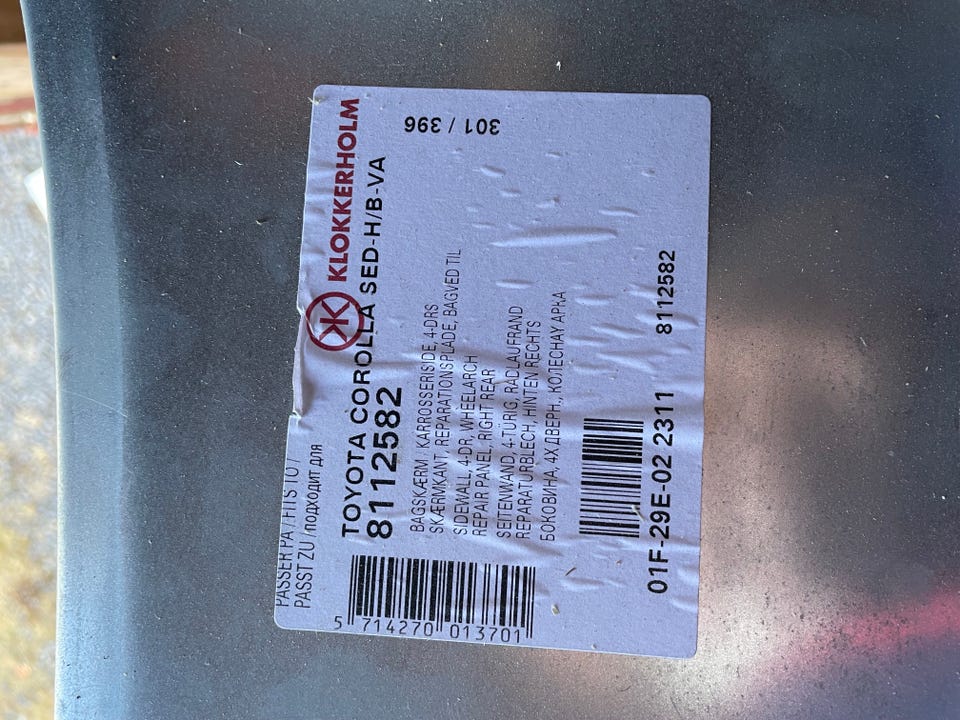 KLOKKERHOLM
301 / 396
PASSER PÅ / FITS TO /
PASST ZU / подходит для
TOYOTA COROLLA SED-H/B-VA
8112582
BAGSKÆRM / KARROSSERISIDE, 4-DRS
SKÆRMKANT, REPARATIONSPLADE, BAGVED TIL
SIDEWALL, 4-DR, WHEELARCH
REPAIR PANEL, RIGHT REAR
SEITENWAND, 4-TÜRIG, RADLAUFRAND
REPARATURBLECH, HINTEN RECHTS
БОКОВИНА, 4Х ДВЕРН., КОЛЕСНАУ АРКА
5 714270 013701
01F-29E-02 2311 8112582